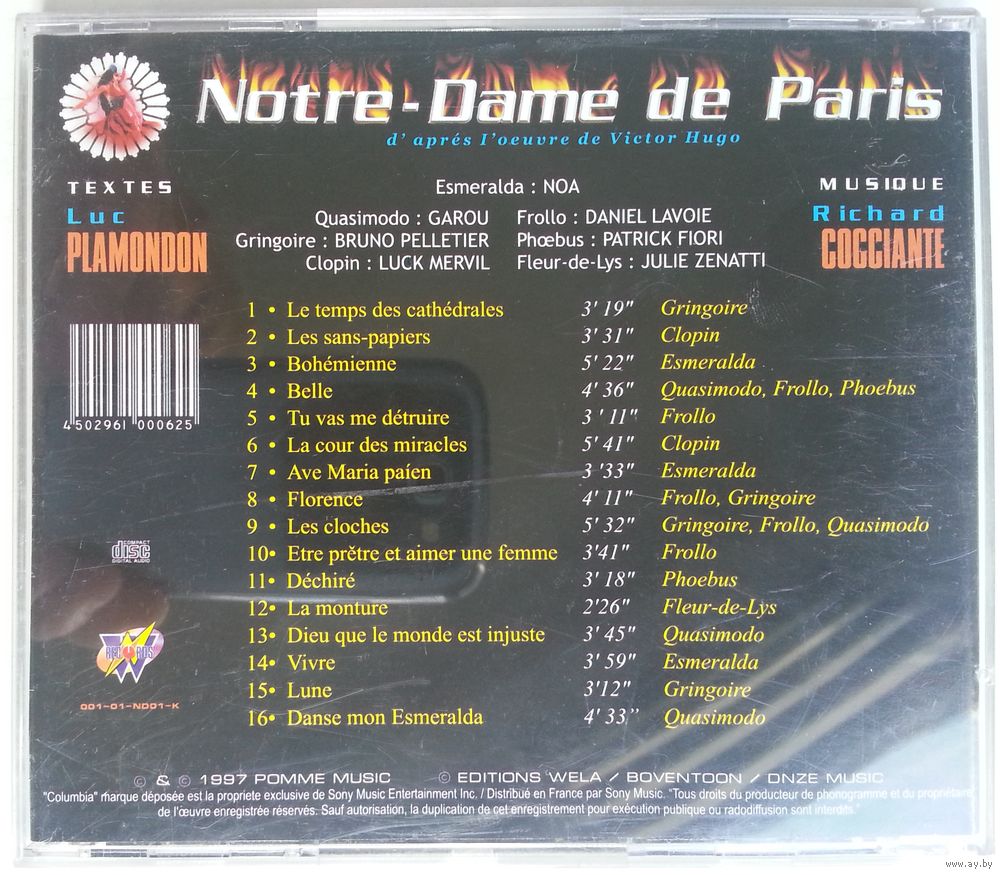 Notre-Dame de Paris
d' aprés I'oeuvre de Victor Hugo
TEXTES
Luc
PLAMONDON
MUSIQUE
Richard
COCCIANTE
Esmeralda : NOA
Quasimodo : GAROU Frollo : DANIEL LAVOIE
Gringoire : BRUNO PELLETIER Phœbus : PATRICK FIORI
Clopin : LUCK MERVIL Fleur-de-Lys : JULIE ZENATTI
1 • Le temps des cathédrales 3' 19" Gringoire
2 • Les sans-papiers 3' 31" Clopin
3 • Bohémienne 5' 22" Esmeralda
4 • Belle 4' 36" Quasimodo, Frollo, Phoebus
5 • Tu vas me détruire 3 ' 11" Frollo
6 • La cour des miracles 5' 41" Clopin
7 • Ave Maria païen 3 '33" Esmeralda
8 • Florence 4' 11" Frollo, Gringoire
9 • Les cloches 5' 32" Gringoire, Frollo, Quasimodo
10• Etre prětre et aimer une femme 3'41" Frollo
11• Déchiré 3' 18" Phoebus
12• La monture 2'26" Fleur-de-Lys
13• Dieu que le monde est injuste 3' 45" Quasimodo
14• Vivre 3' 59" Esmeralda
15• Lune 3'12" Gringoire
16• Danse mon Esmeralda 4' 33” Quasimodo
4 502961 000625
COMPACT
disc
DIGITAL AUDIO
RECORDS
001-01-ND01-K
© & © 1997 POMME MUSIC © EDITIONS WELA / BOVENTOON / DNZE MUSIC
"Columbia" marque déposée est la propriete exclusive de Sony Music Entertainment Inc. / Distribué en France par Sony Music. "Tous droits du producteur de phonogramme et du propriétaire
de l'œuvre enregistrée réservés. Sauf autorisation, la duplication de cet enregistrement pour exécution publique ou radodiffusion sont interdits."
www.ay.by